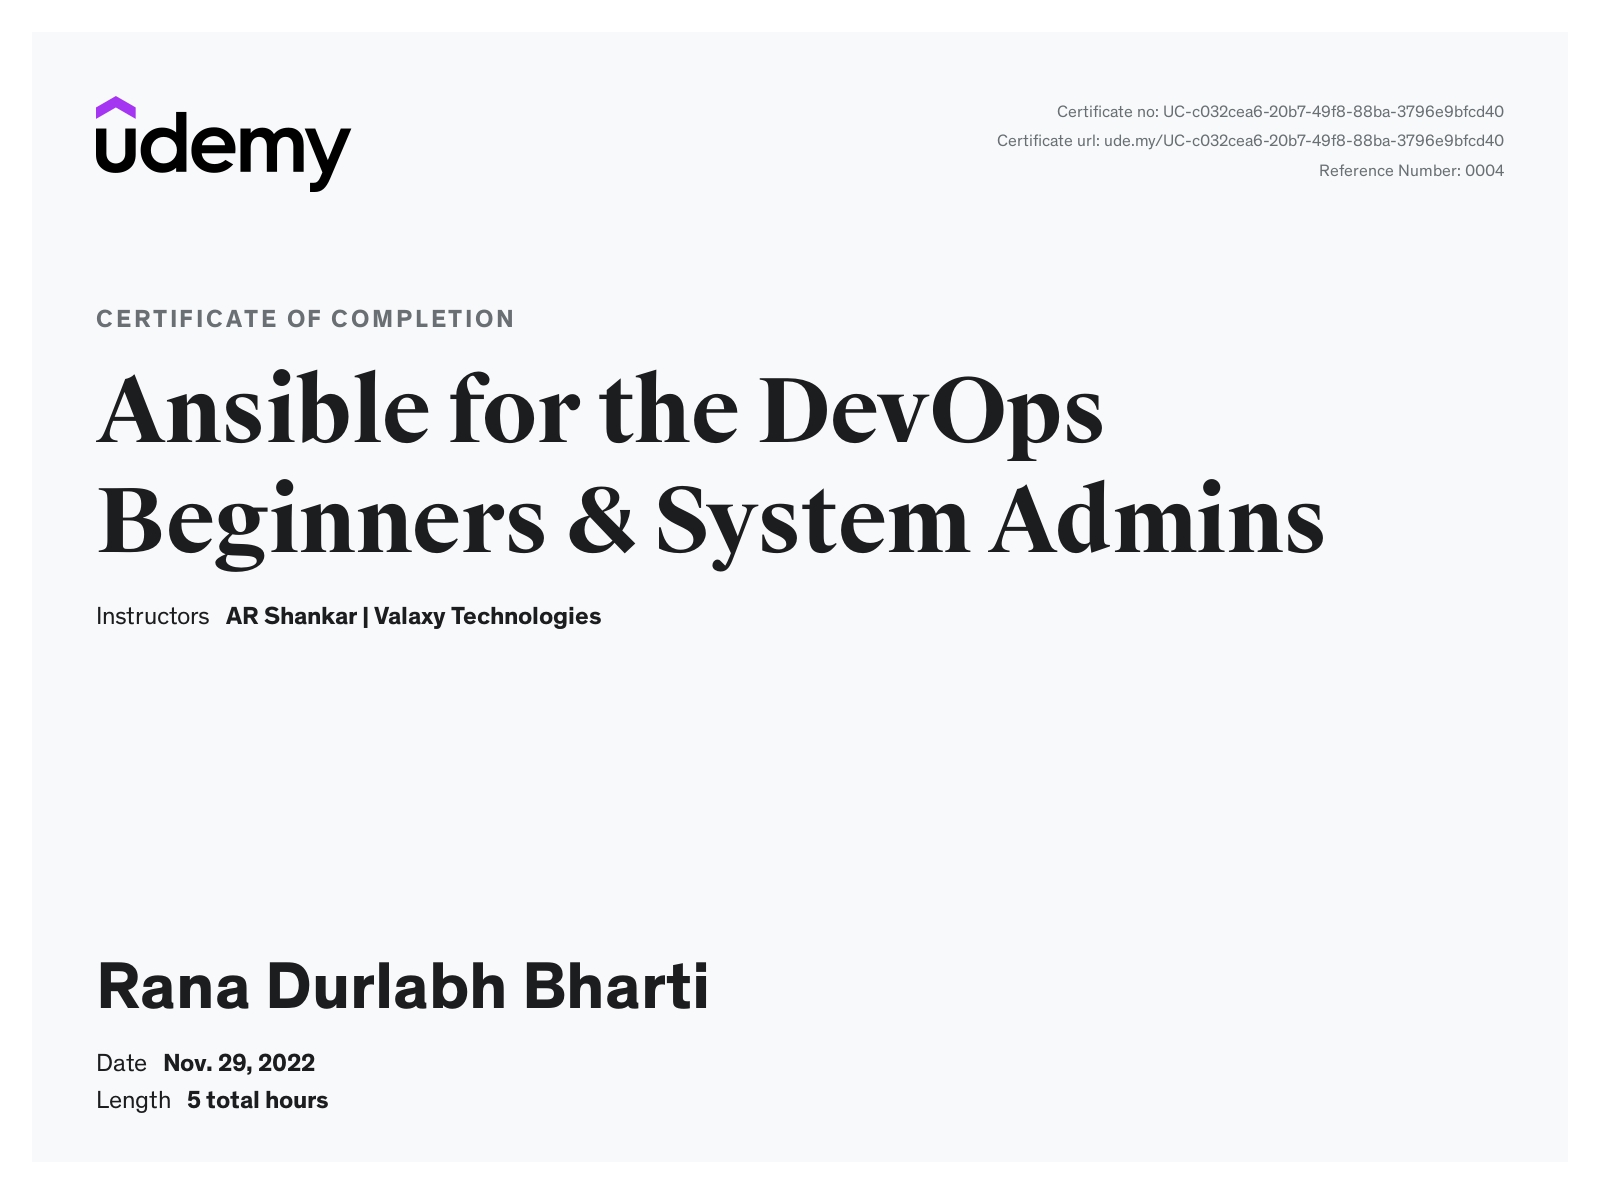 udemy
Certificate no: UC-c032cea6-20b7-49f8-88ba-3796e9bfcd40
Certificate url: ude.my/UC-c032cea6-20b7-49f8-88ba-3796e9bfcd40
Reference Number: 0004
CERTIFICATE OF COMPLETION
Ansible for the DevOps
Beginners & System Admins
Instructors AR Shankar | Valaxy Technologies
Rana Durlabh Bharti
Date Nov. 29, 2022
Length 5 total hours